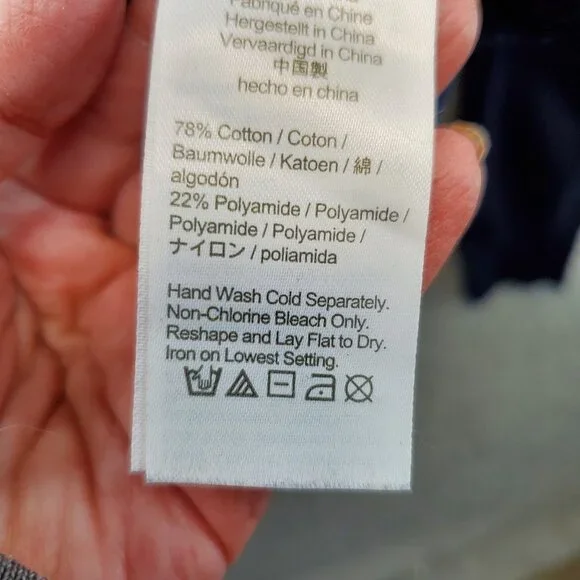 Fabriqué en Chine
Hergestellt in China
Vervaardigd in China
中国製
hecho en china
78% Cotton / Coton /
Baumwolle / Katoen / 綿 /
algodón
22% Polyamide / Polyamide /
Polyamide / Polyamide /
ナイロン / poliamida
Hand Wash Cold Separately.
Non-Chlorine Bleach Only.
Reshape and Lay Flat to Dry.
Iron on Lowest Setting.